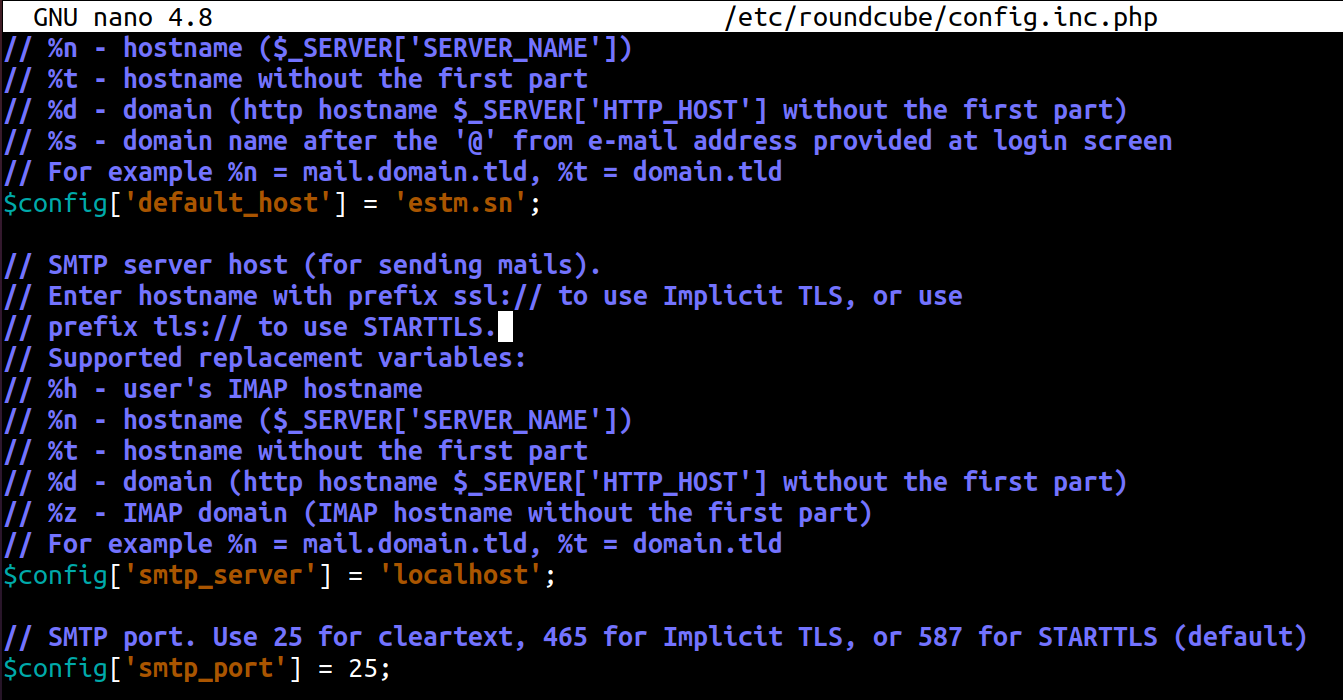 GNU nano 4.8 /etc/roundcube/config.inc.php
// %n - hostname ($_SERVER['SERVER_NAME'])
// %t - hostname without the first part
// %d - domain (http hostname $_SERVER['HTTP_HOST'] without the first part)
// %s - domain name after the '@' from e-mail address provided at login screen
// For example %n = mail.domain.tld, %t = domain.tld
$config['default_host'] = 'estm.sn';

// SMTP server host (for sending mails).
// Enter hostname with prefix ssl:// to use Implicit TLS, or use
// prefix tls:// to use STARTTLS.
// Supported replacement variables:
// %h - user's IMAP hostname
// %n - hostname ($_SERVER['SERVER_NAME'])
// %t - hostname without the first part
// %d - domain (http hostname $_SERVER['HTTP_HOST'] without the first part)
// %z - IMAP domain (IMAP hostname without the first part)
// For example %n = mail.domain.tld, %t = domain.tld
$config['smtp_server'] = 'localhost';

// SMTP port. Use 25 for cleartext, 465 for Implicit TLS, or 587 for STARTTLS (default)
$config['smtp_port'] = 25;